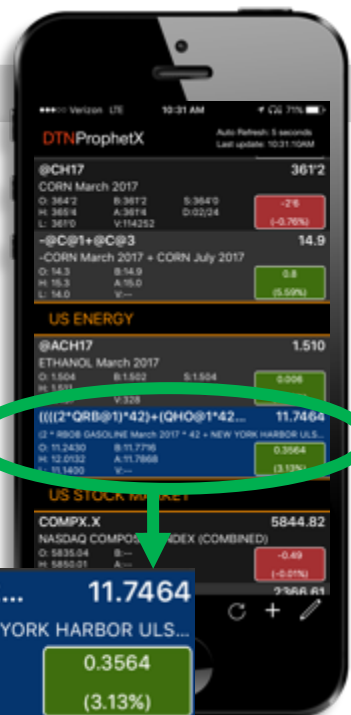 Verizon LTE 10:31 AM 71%
DTNProphetX Auto Refresh: 5 seconds
Last update: 10:31:10AM
@CH17 361'2
CORN March 2017
O: 364'2 B:361'2 S:364'0 -2'6
H: 365'4 A:361'4 D:02/24 (-0.76%)
L: 361'0 V:114252
-@C@1+@C@3 14.9
-CORN March 2017 + CORN July 2017
O: 14.3 B:14.9 0.8
H: 15.3 A:15.0 (5.59%)
L: 14.0 V:--
US ENERGY
@ACH17 1.510
ETHANOL March 2017
O: 1.504 B:1.502 S:1.504 0.006
V:328
((((2*QRB@1)*42)+(QHO@1*42... 11.7464
(2 * RBOB GASOLINE March 2017 * 42 + NEW YORK HARBOR ULS...
O: 11.2430 B:11.7716 0.3564
H: 12.0132 A:11.7868 (3.13%)
L: 11.1400 V:--
US STOCK MARKET
COMPX.X 5844.82
NASDAQ INDEX (COMBINED)
O: 5835.04 B:-- -0.49
H: 5850.01 A:-- (-0.01%)
2366.61
... 11.7464
YORK HARBOR ULS...
0.3564
(3.13%)